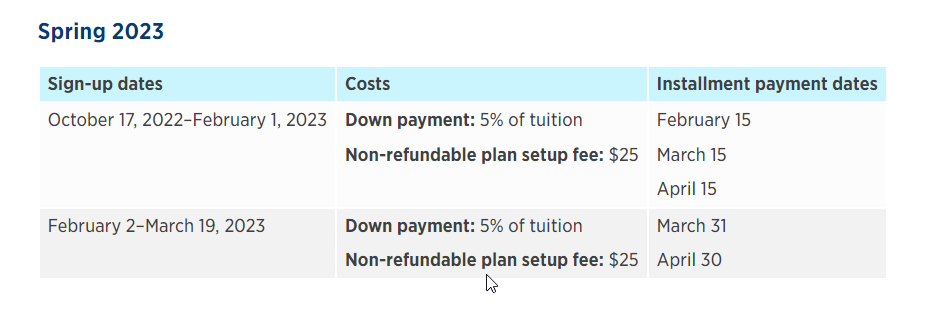 Spring 2023
Sign-up dates Costs Installment payment dates
October 17, 2022–February 1, 2023 Down payment: 5% of tuition February 15
Non-refundable plan setup fee: $25 March 15
April 15
February 2–March 19, 2023 Down payment: 5% of tuition March 31
Non-refundable plan setup fee: $25 April 30